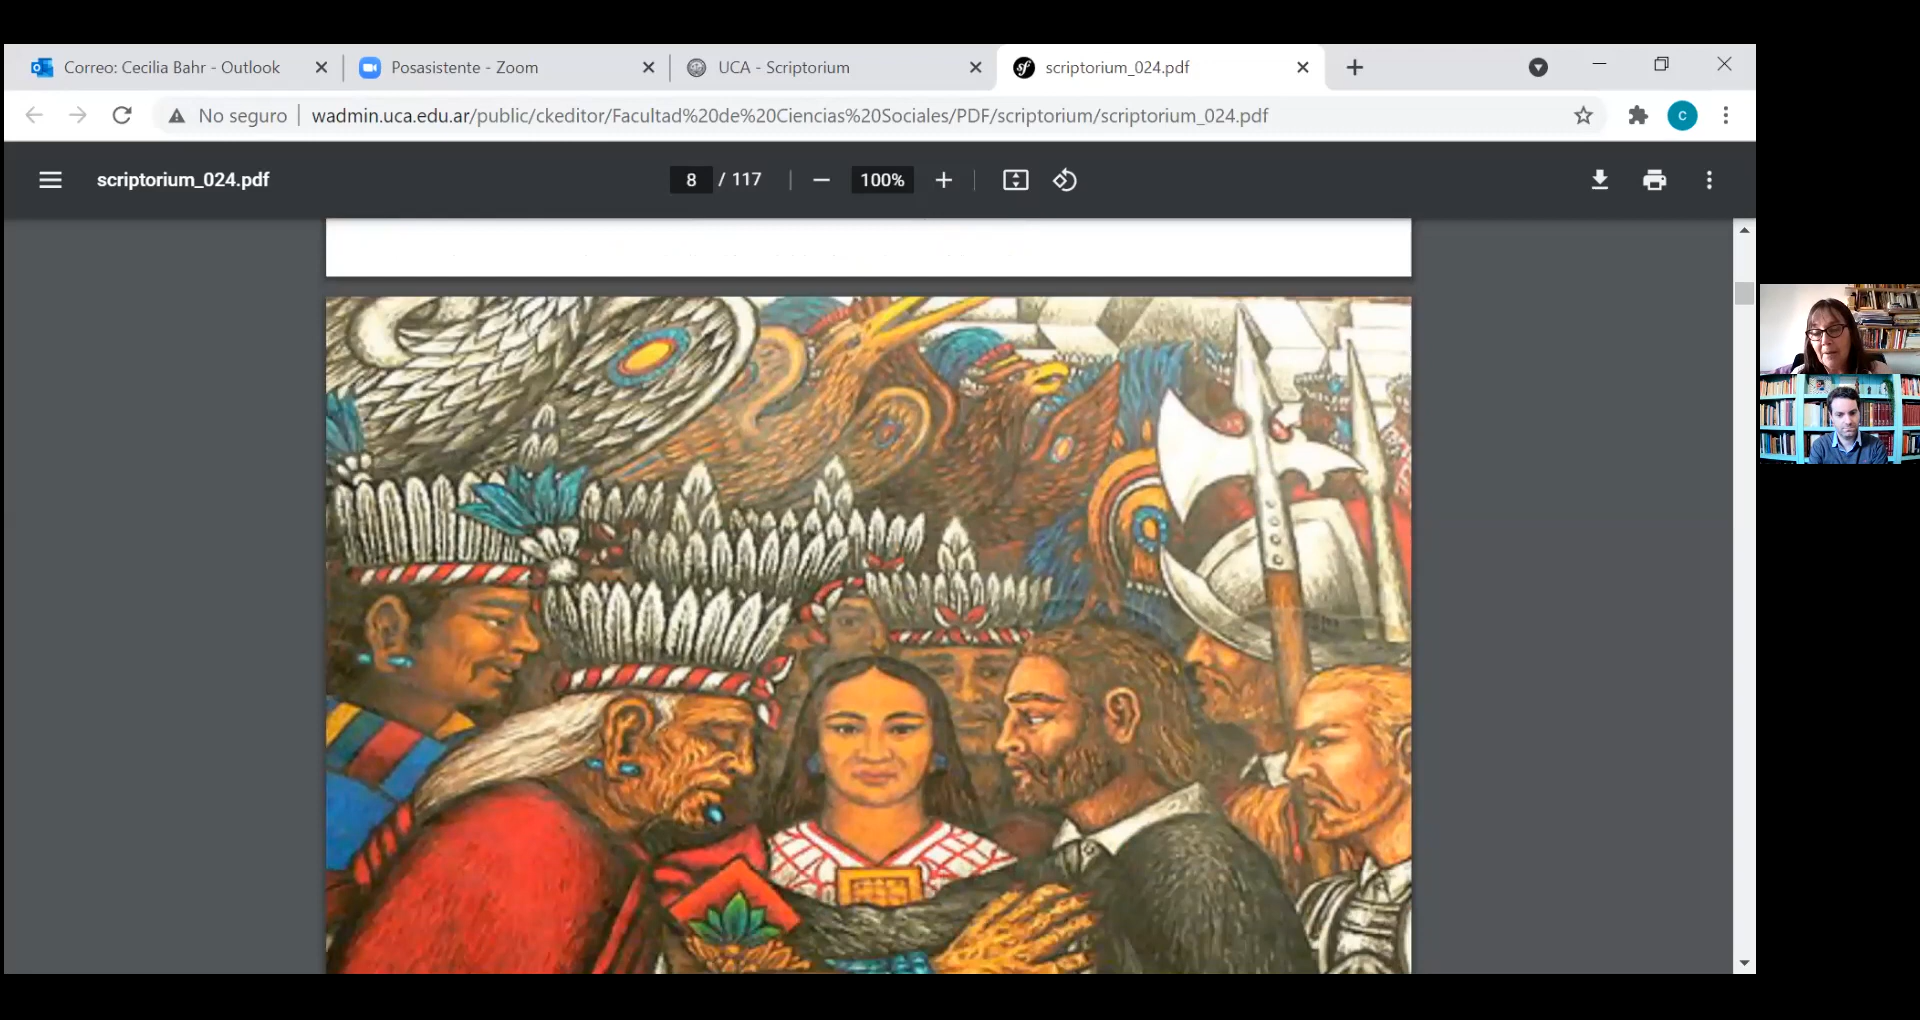 Correo: Cecilia Bahr - Outlook
Posasistente - Zoom
UCA - Scriptorium
scriptorium_024.pdf
No seguro
wadmin.uca.edu.ar/public/ckeditor/Facultad%20de%20Ciencias%20Sociales/PDF/scriptorium/scriptorium_024.pdf
C
scriptorium_024.pdf
8 / 117
100%